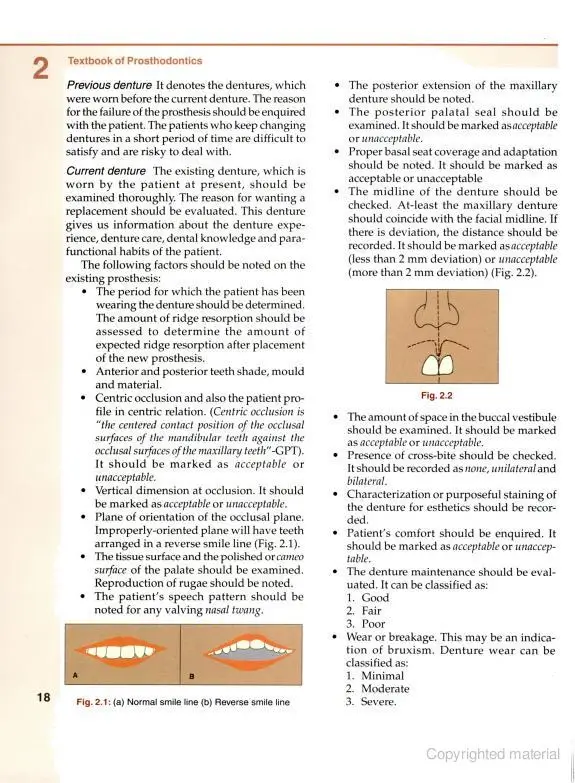 2
Textbook of Prosthodontics
Previous denture It denotes the dentures, which
were worn before the current denture. The reason
for the failure of the prosthesis should be enquired
with the patient. The patients who keep changing
dentures in a short period of time are difficult to
satisfy and are risky to deal with.
Current denture The existing denture, which is
worn by the patient at present, should be
examined thoroughly. The reason for wanting a
replacement should be evaluated. This denture
gives us information about the denture expe-
rience, denture care, dental knowledge and para-
functional habits of the patient.
The following factors should be noted on the
existing prosthesis:
• The period for which the patient has been
wearing the denture should be determined.
The amount of ridge resorption should be
assessed to determine the amount of
expected ridge resorption after placement
of the new prosthesis.
• Anterior and posterior teeth shade, mould
and material.
• Centric occlusion and also the patient pro-
file in centric relation. (Centric occlusion is
"the centered contact position of the occlusal
surfaces of the mandibular teeth against the
occlusal surfaces of the maxillary teeth"-GPT).
It should be marked as acceptable or
unacceptable.
• Vertical dimension at occlusion. It should
be marked as acceptable or unacceptable.
• Plane of orientation of the occlusal plane.
Improperly-oriented plane will have teeth
arranged in a reverse smile line (Fig. 2.1).
• The tissue surface and the polished or cameo
surface of the palate should be examined.
Reproduction of rugae should be noted.
• The patient's speech pattern should be
noted for any valving nasal twang.
A
B
Fig. 2.1: (a) Normal smile line (b) Reverse smile line
18
• The posterior extension of the maxillary
denture should be noted.
• The posterior palatal seal should be
examined. It should be marked as acceptable
or unacceptable.
• Proper basal seat coverage and adaptation
should be noted. It should be marked as
acceptable or unacceptable
• The midline of the denture should be
checked. At-least the maxillary denture
should coincide with the facial midline. If
there is deviation, the distance should be
recorded. It should be marked as acceptable
(less than 2 mm deviation) or unacceptable
(more than 2 mm deviation) (Fig. 2.2).
Fig. 2.2
• The amount of space in the buccal vestibule
should be examined. It should be marked
as acceptable or unacceptable.
• Presence of cross-bite should be checked.
It should be recorded as none, unilateral and
bilateral.
• Characterization or purposeful staining of
the denture for esthetics should be recor-
ded.
• Patient's comfort should be enquired. It
should be marked as acceptable or unaccep-
table.
• The denture maintenance should be eval-
uated. It can be classified as:
1. Good
2. Fair
3. Poor
• Wear or breakage. This may be an indica-
tion of bruxism. Denture wear can be
classified as:
1. Minimal
2. Moderate
3. Severe.
Copyrighted material